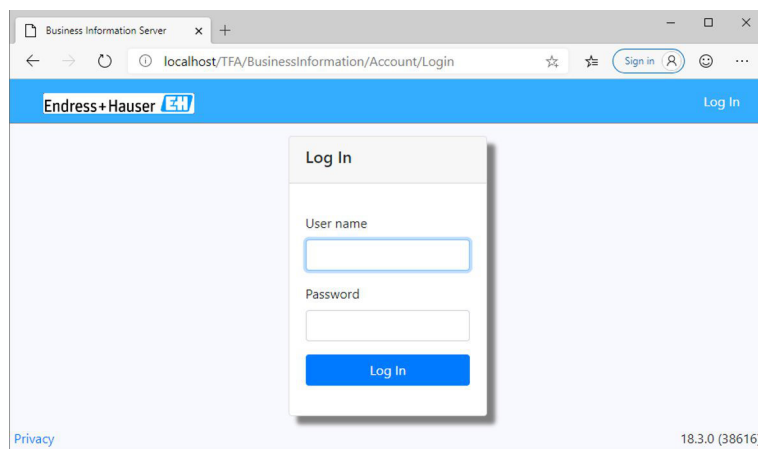 Business Information Server
localhost/TFA/BusinessInformation/Account/Login
Sign in
Endress+Hauser EH
Log In
Log In
User name
Password
Log In
Privacy
18.3.0 (38616)